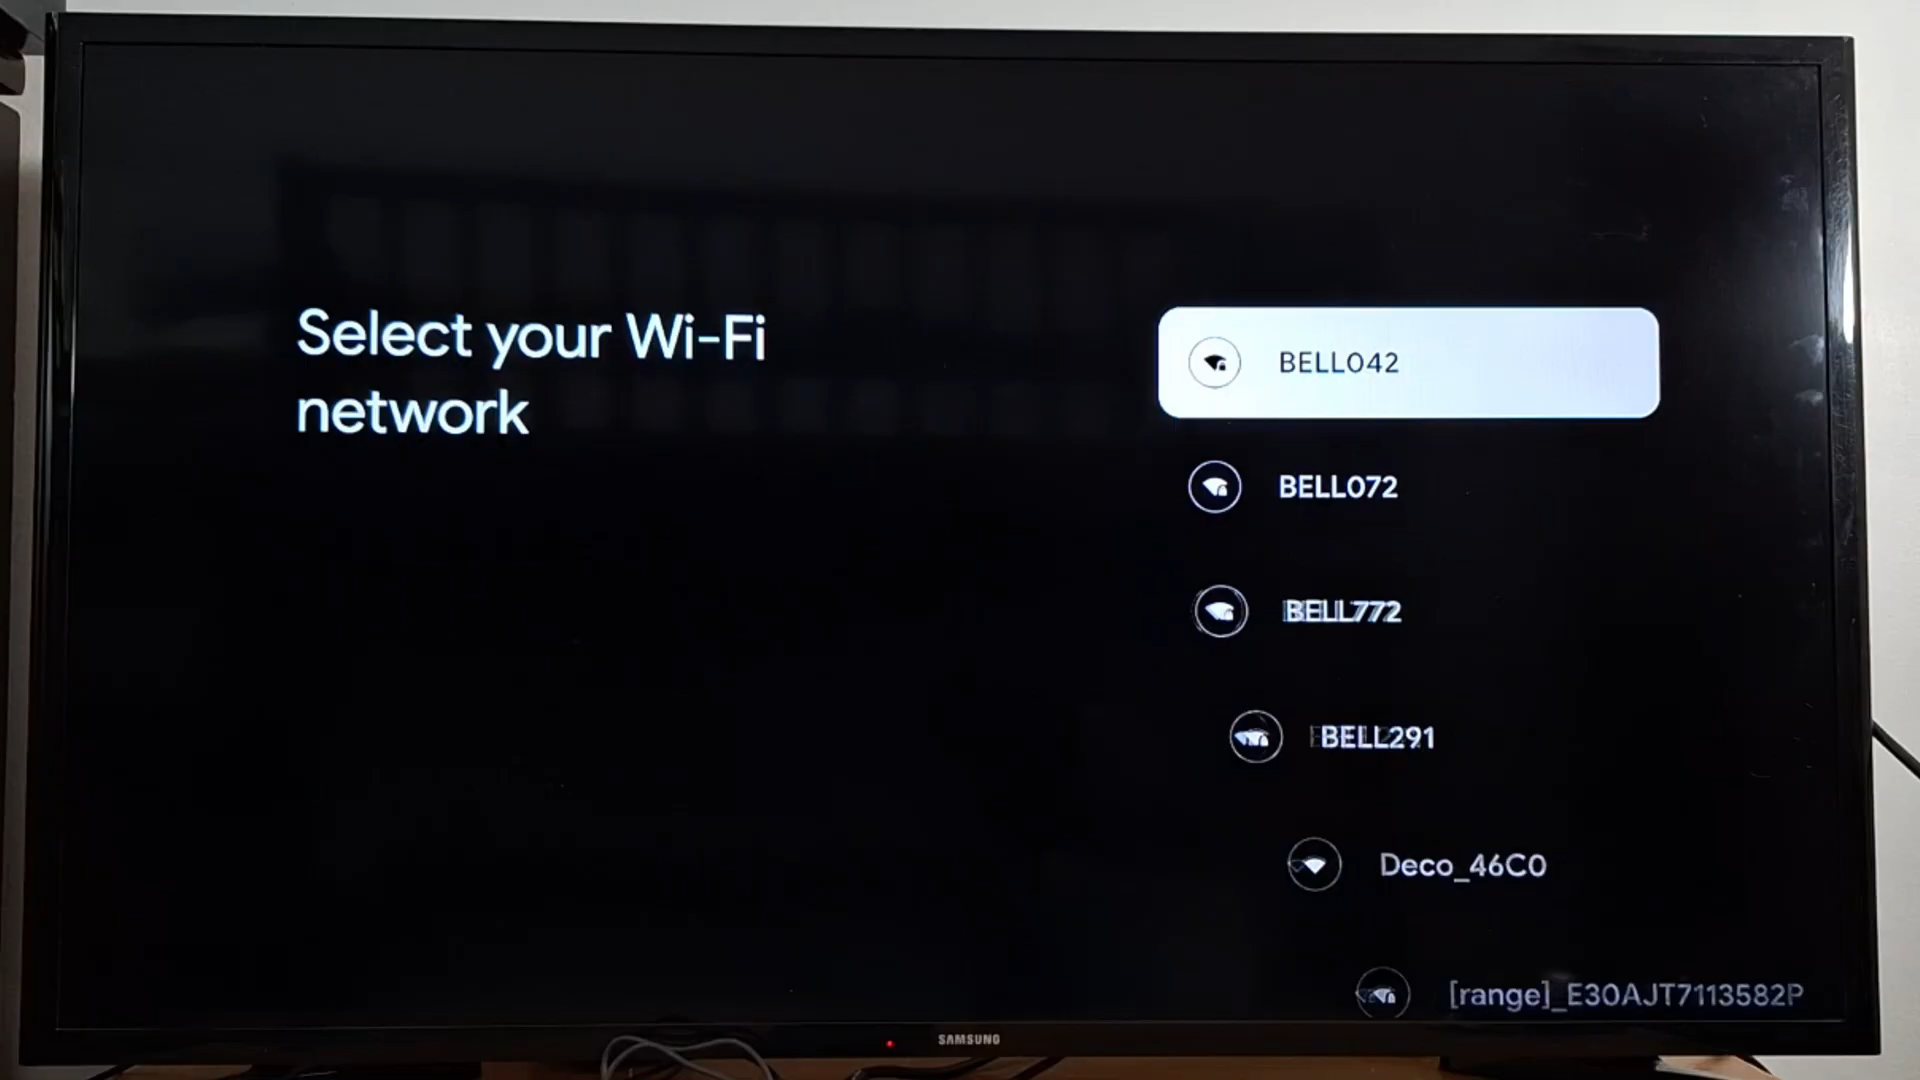 Select your Wi-Fi
network
BELL042
BELL072
BELL772
BELL291
Deco_46C0
[range]_E30AJT7113582P
SAMSUNG